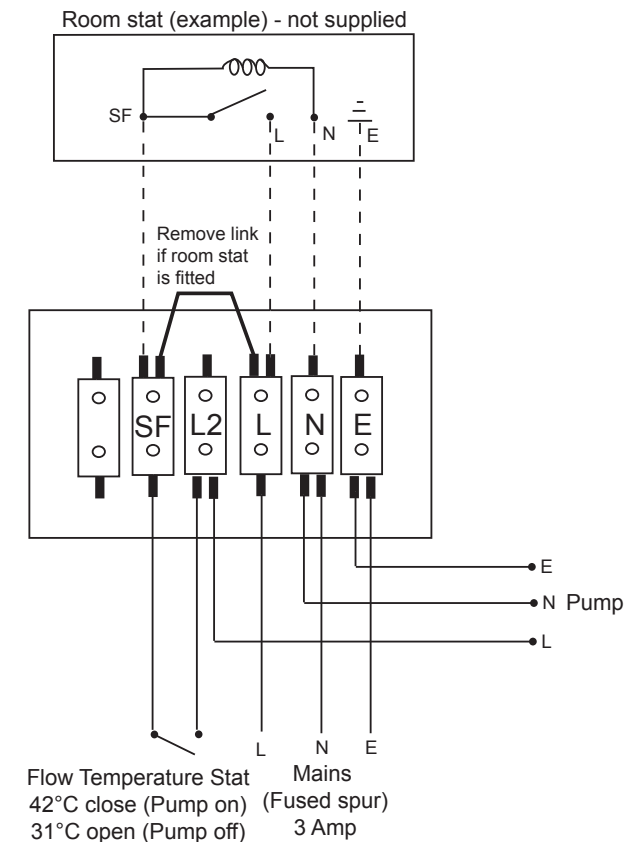 Room stat (example) - not supplied
SF
L
N
E
Remove link
if room stat
is fitted
SF
L2
L
N
E
E
N Pump
L
L
N
E
Flow Temperature Stat
42°C close (Pump on)
31°C open (Pump off)
Mains
(Fused spur)
3 Amp